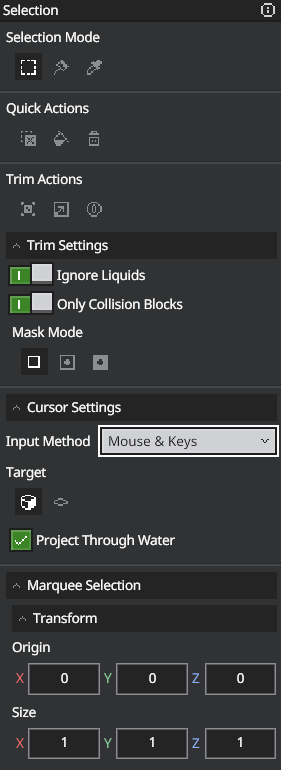 Selection
Selection Mode
Quick Actions
Trim Actions
Trim Settings
Ignore Liquids
Only Collision Blocks
Mask Mode
Cursor Settings
Input Method Mouse & Keys
Target
Project Through Water
Marquee Selection
Transform
Origin
X 0 Y 0 Z 0
Size
X 1 Y 1 Z 1